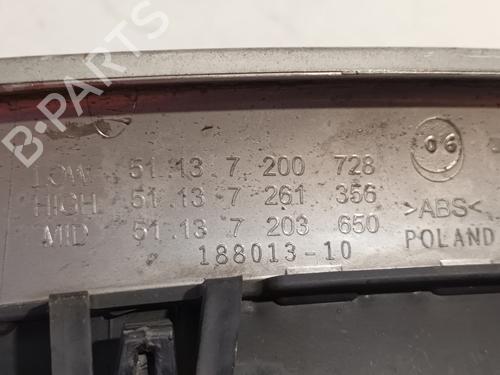 B-PARTS
LOW 51.13 7 200 728
HIGH 51.13 7 261 356
MID 51.13 7 203 650
188013-10
06
>ABS<
POLAND